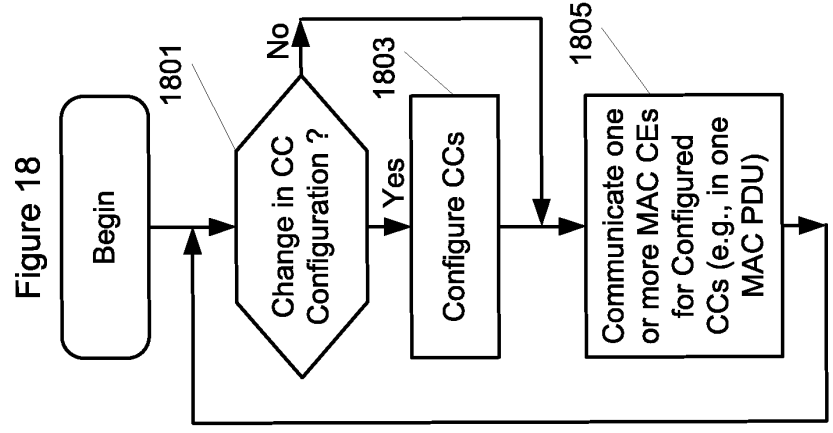 Figure 18
Begin
1801
Change in CC
Configuration ?
No
Yes
1803
Configure CCs
1805
Communicate one
or more MAC CEs
for Configured
CCs (e.g., in one
MAC PDU)